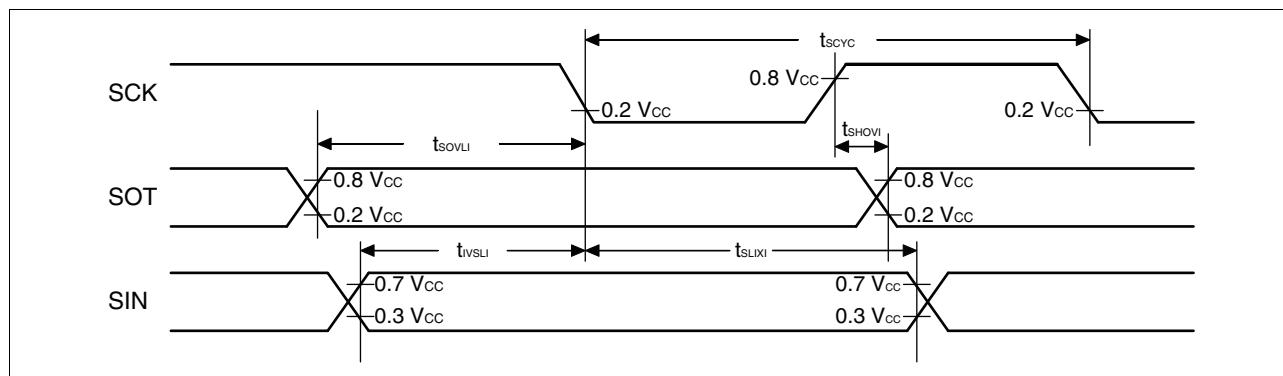 tSCYC
SCK
0.8 VCC
0.2 VCC
0.2 VCC
tSOVLI
tSHOVI
SOT
0.8 VCC
0.8 VCC
0.2 VCC
0.2 VCC
tIVSLI
tSLIXI
SIN
0.7 VCC
0.7 VCC
0.3 VCC
0.3 VCC